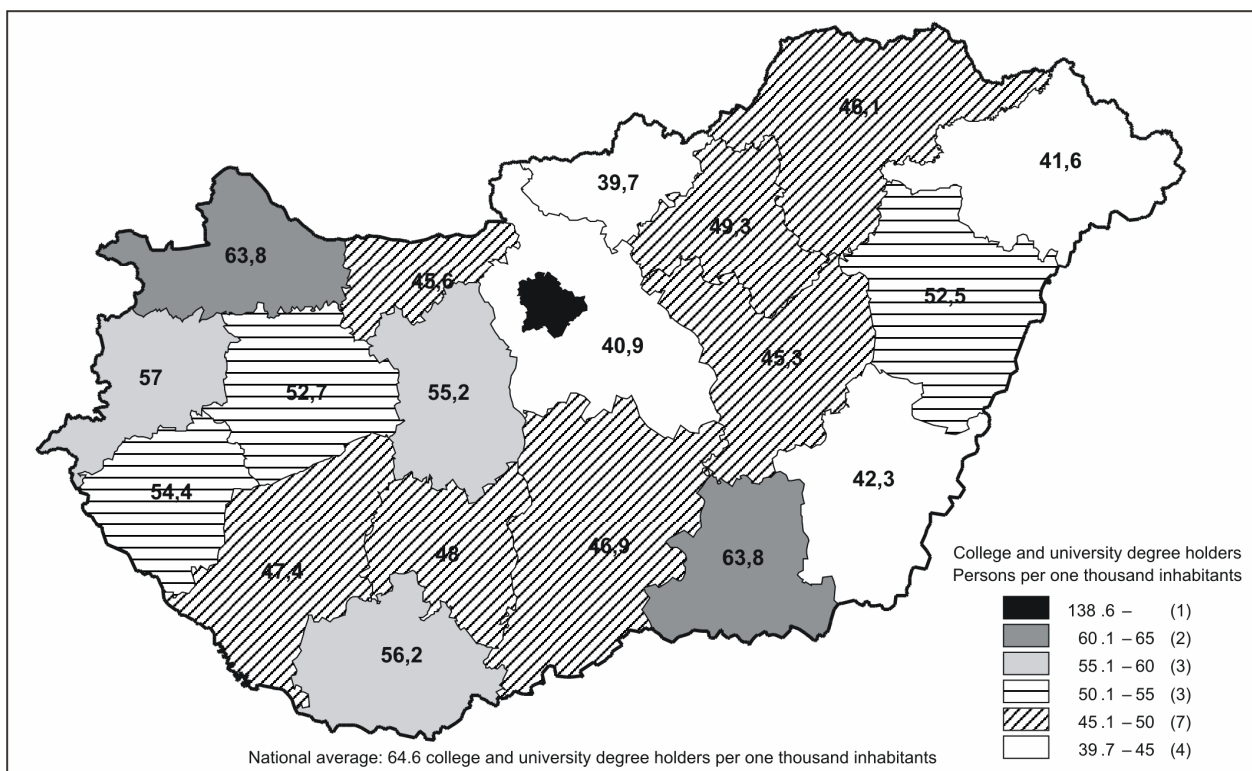 46,1
41,6
39,7
49,3
63,8
45,6
52,5
40,9
45,3
57
52,7
55,2
54,4
42,3
47,4
48
46,9
63,8
56,2
College and university degree holders
Persons per one thousand inhabitants
138 .6 – (1)
60 .1 – 65 (2)
55 .1 – 60 (3)
50 .1 – 55 (3)
45 .1 – 50 (7)
39 .7 – 45 (4)
National average: 64.6 college and university degree holders per one thousand inhabitants